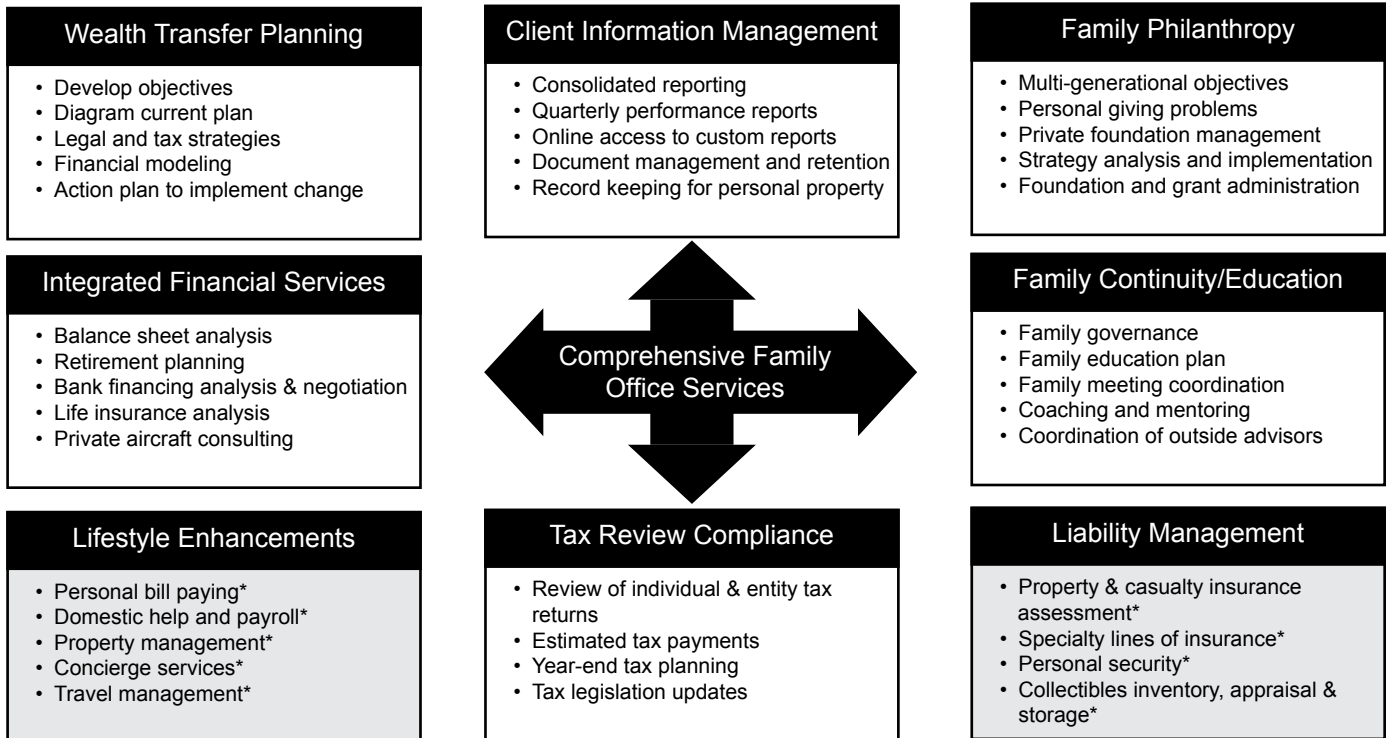 Wealth Transfer Planning
• Develop objectives
• Diagram current plan
• Legal and tax strategies
• Financial modeling
• Action plan to implement change
Client Information Management
• Consolidated reporting
• Quarterly performance reports
• Online access to custom reports
• Document management and retention
• Record keeping for personal property
Family Philanthropy
• Multi-generational objectives
• Personal giving problems
• Private foundation management
• Strategy analysis and implementation
• Foundation and grant administration
Integrated Financial Services
• Balance sheet analysis
• Retirement planning
• Bank financing analysis & negotiation
• Life insurance analysis
• Private aircraft consulting
Comprehensive Family
Office Services
Family Continuity/Education
• Family governance
• Family education plan
• Family meeting coordination
• Coaching and mentoring
• Coordination of outside advisors
Lifestyle Enhancements
• Personal bill paying*
• Domestic help and payroll*
• Property management*
• Concierge services*
• Travel management*
Tax Review Compliance
• Review of individual & entity tax
returns
• Estimated tax payments
• Year-end tax planning
• Tax legislation updates
Liability Management
• Property & casualty insurance
assessment*
• Specialty lines of insurance*
• Personal security*
• Collectibles inventory, appraisal &
storage*